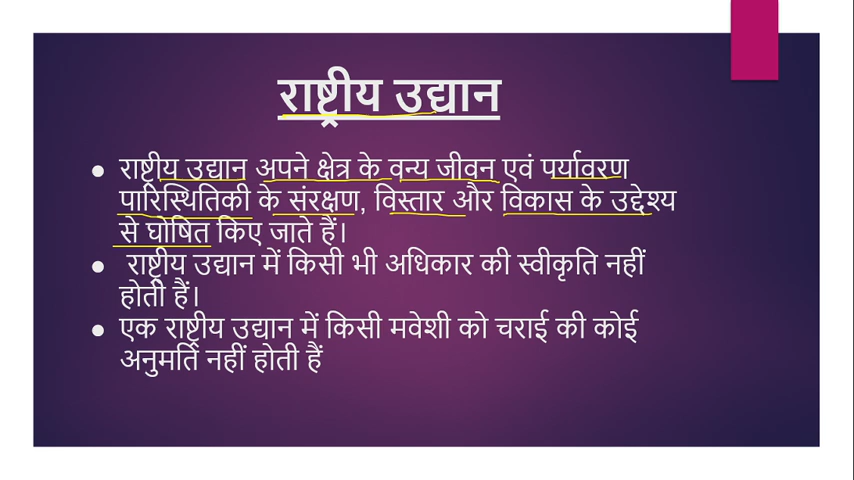 राष्ट्रीय उद्यान
● राष्ट्रीय उद्यान अपने क्षेत्र के वन्य जीवन एवं पर्यावरण
पारिस्थितिकी के संरक्षण, विस्तार और विकास के उद्देश्य
से घोषित किए जाते हैं।
● राष्ट्रीय उद्यान में किसी भी अधिकार की स्वीकृति नहीं
होती हैं।
● एक राष्ट्रीय उद्यान में किसी मवेशी को चराई की कोई
अनुमति नहीं होती हैं